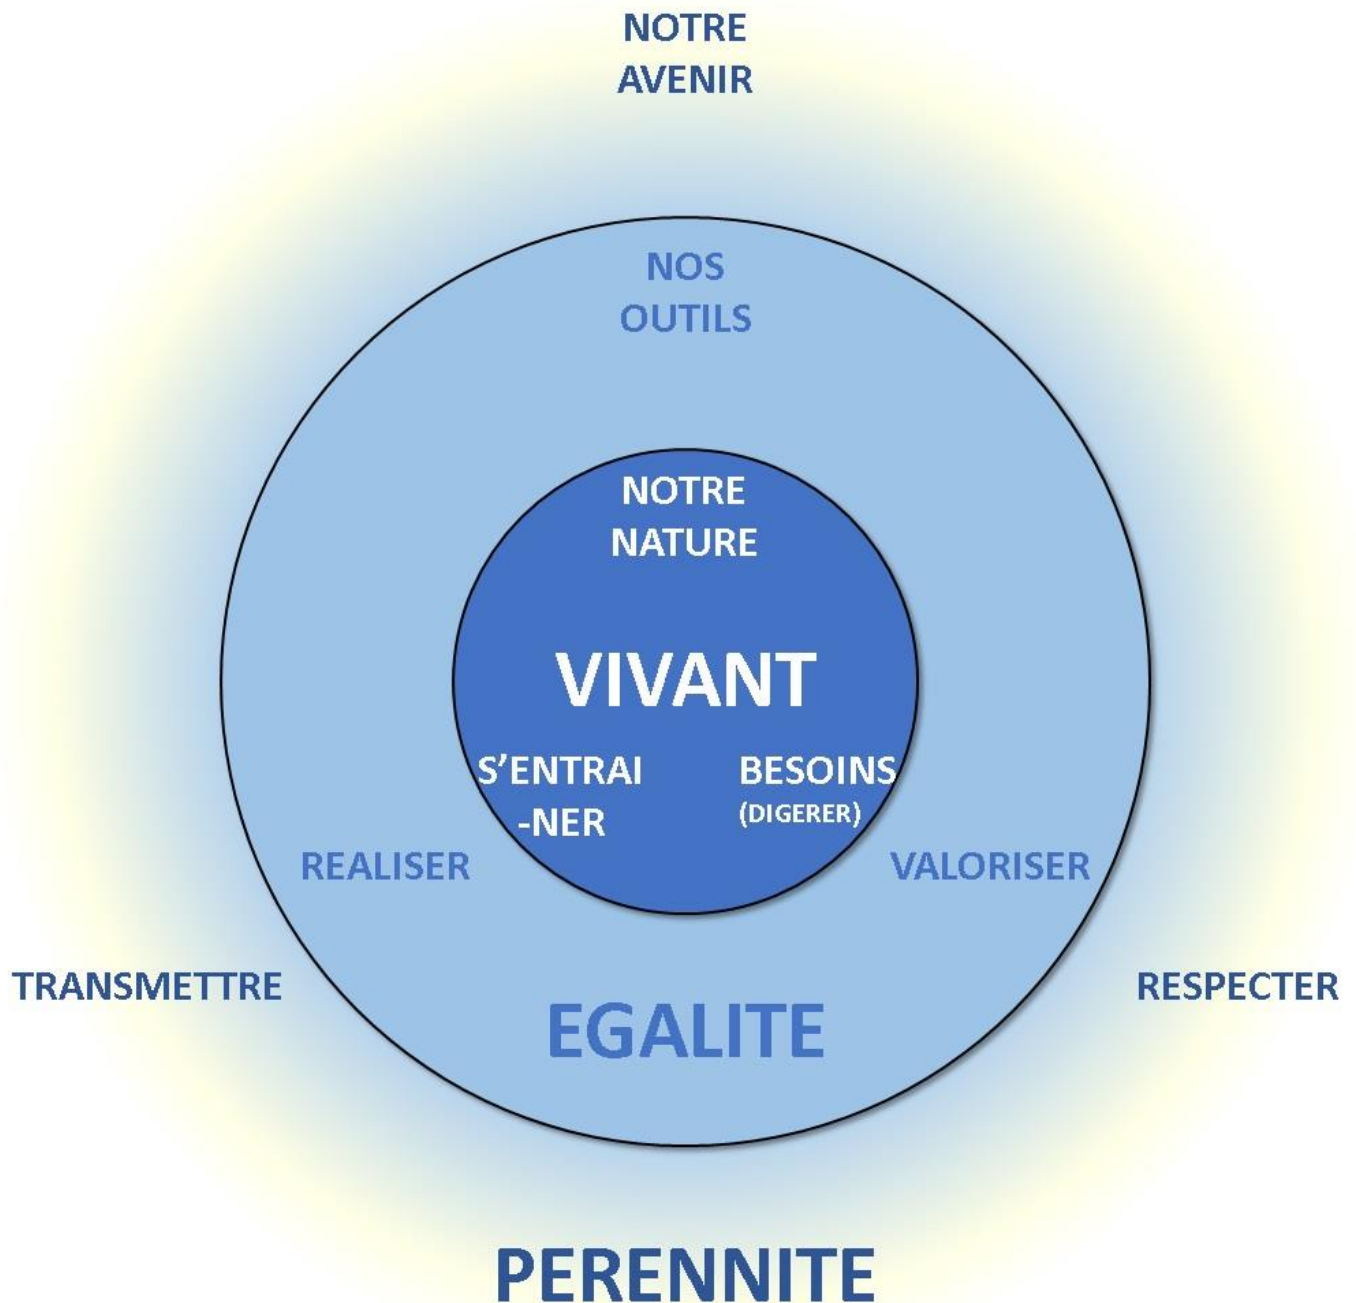 NOTRE
AVENIR
NOS
OUTILS
NOTRE
NATURE
VIVANT
S’ENTRAI
-NER
BESOINS
(DIGERER)
REALISER
VALORISER
TRANSMETTRE
RESPECTER
EGALITE
PERENNITE